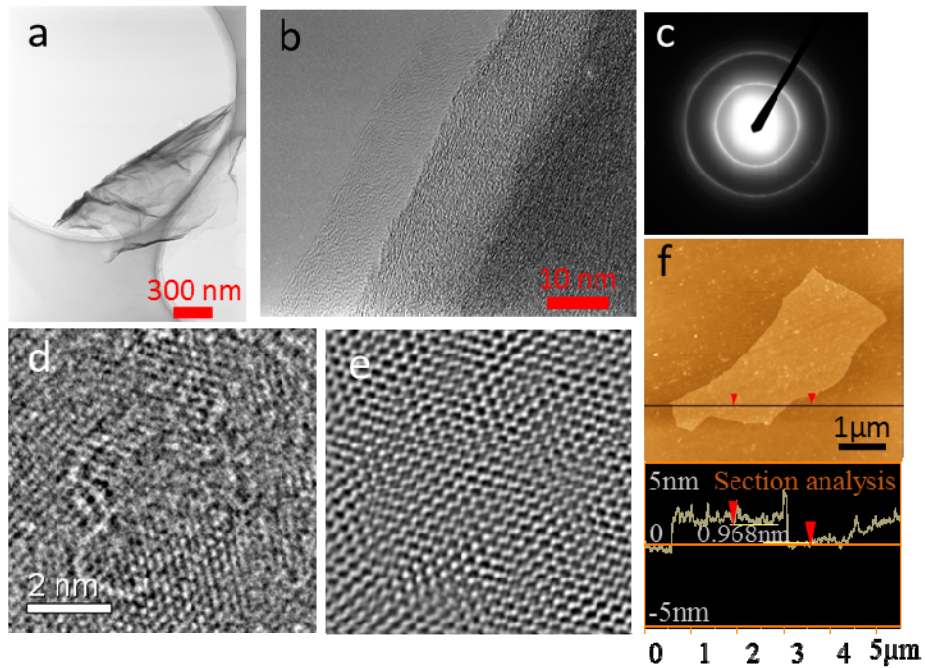 a
300 nm
b
10 nm
c
d
2 nm
e
f
1μm
5nm
Section analysis
0
0.968nm
-5nm
0 1 2 3 4 5μm